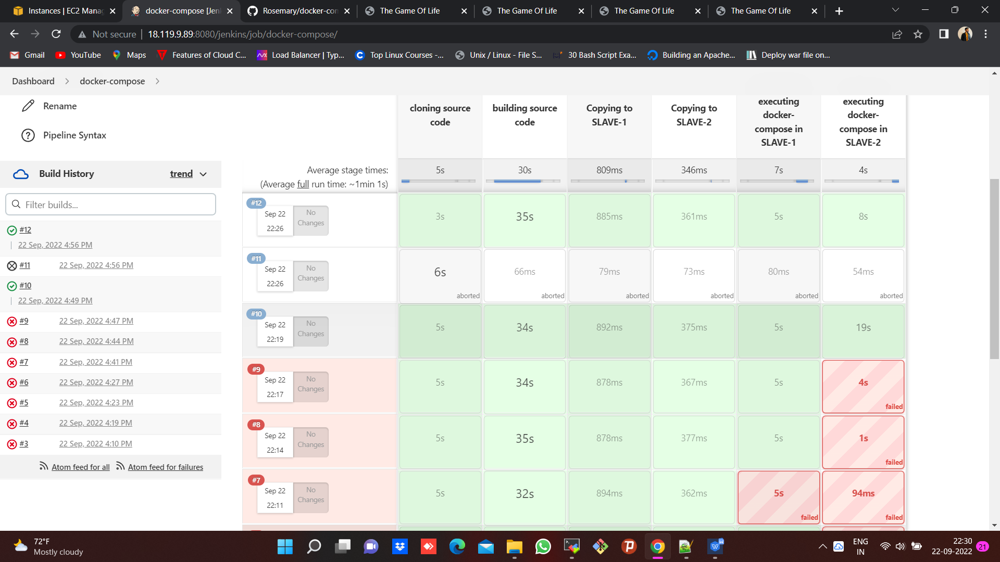 Instances | EC2 Manag
docker-compose [Jen
Rosemary/docker-com
The Game Of Life
The Game Of Life
The Game Of Life
The Game Of Life
Not secure
18.119.9.89:8080/jenkins/job/docker-compose/
Gmail
YouTube
Maps
Features of Cloud C...
Load Balancer | Typ...
Top Linux Courses -...
Unix / Linux - File S...
30 Bash Script Exa...
Building an Apache...
Deploy war file on...
Dashboard
docker-compose
Rename
Pipeline Syntax
Build History
trend
Filter builds...
#12
22 Sep, 2022 4:56 PM
#11 22 Sep, 2022 4:56 PM
#10
22 Sep, 2022 4:49 PM
#9 22 Sep, 2022 4:47 PM
#8 22 Sep, 2022 4:44 PM
#7 22 Sep, 2022 4:41 PM
#6 22 Sep, 2022 4:27 PM
#5 22 Sep, 2022 4:23 PM
#4 22 Sep, 2022 4:19 PM
#3 22 Sep, 2022 4:10 PM
Atom feed for all
Atom feed for failures
cloning source
code
building source
code
Copying to
SLAVE-1
Copying to
SLAVE-2
executing
docker-
compose in
SLAVE-1
executing
docker-
compose in
SLAVE-2
Average stage times:
(Average full run time: ~1min 1s)
5s
30s
809ms
346ms
7s
4s
#12
Sep 22
22:26
No
Changes
3s
35s
885ms
361ms
5s
8s
#11
Sep 22
22:26
No
Changes
6s
aborted
66ms
aborted
79ms
aborted
73ms
aborted
80ms
aborted
54ms
aborted
#10
Sep 22
22:19
No
Changes
5s
34s
892ms
375ms
5s
19s
#9
Sep 22
22:17
No
Changes
5s
34s
878ms
367ms
5s
4s
failed
#8
Sep 22
22:14
No
Changes
5s
35s
878ms
377ms
5s
1s
failed
#7
Sep 22
22:11
No
Changes
5s
32s
894ms
362ms
5s
failed
94ms
failed
72°F
Mostly cloudy
ENG
IN
22:30
22-09-2022
21